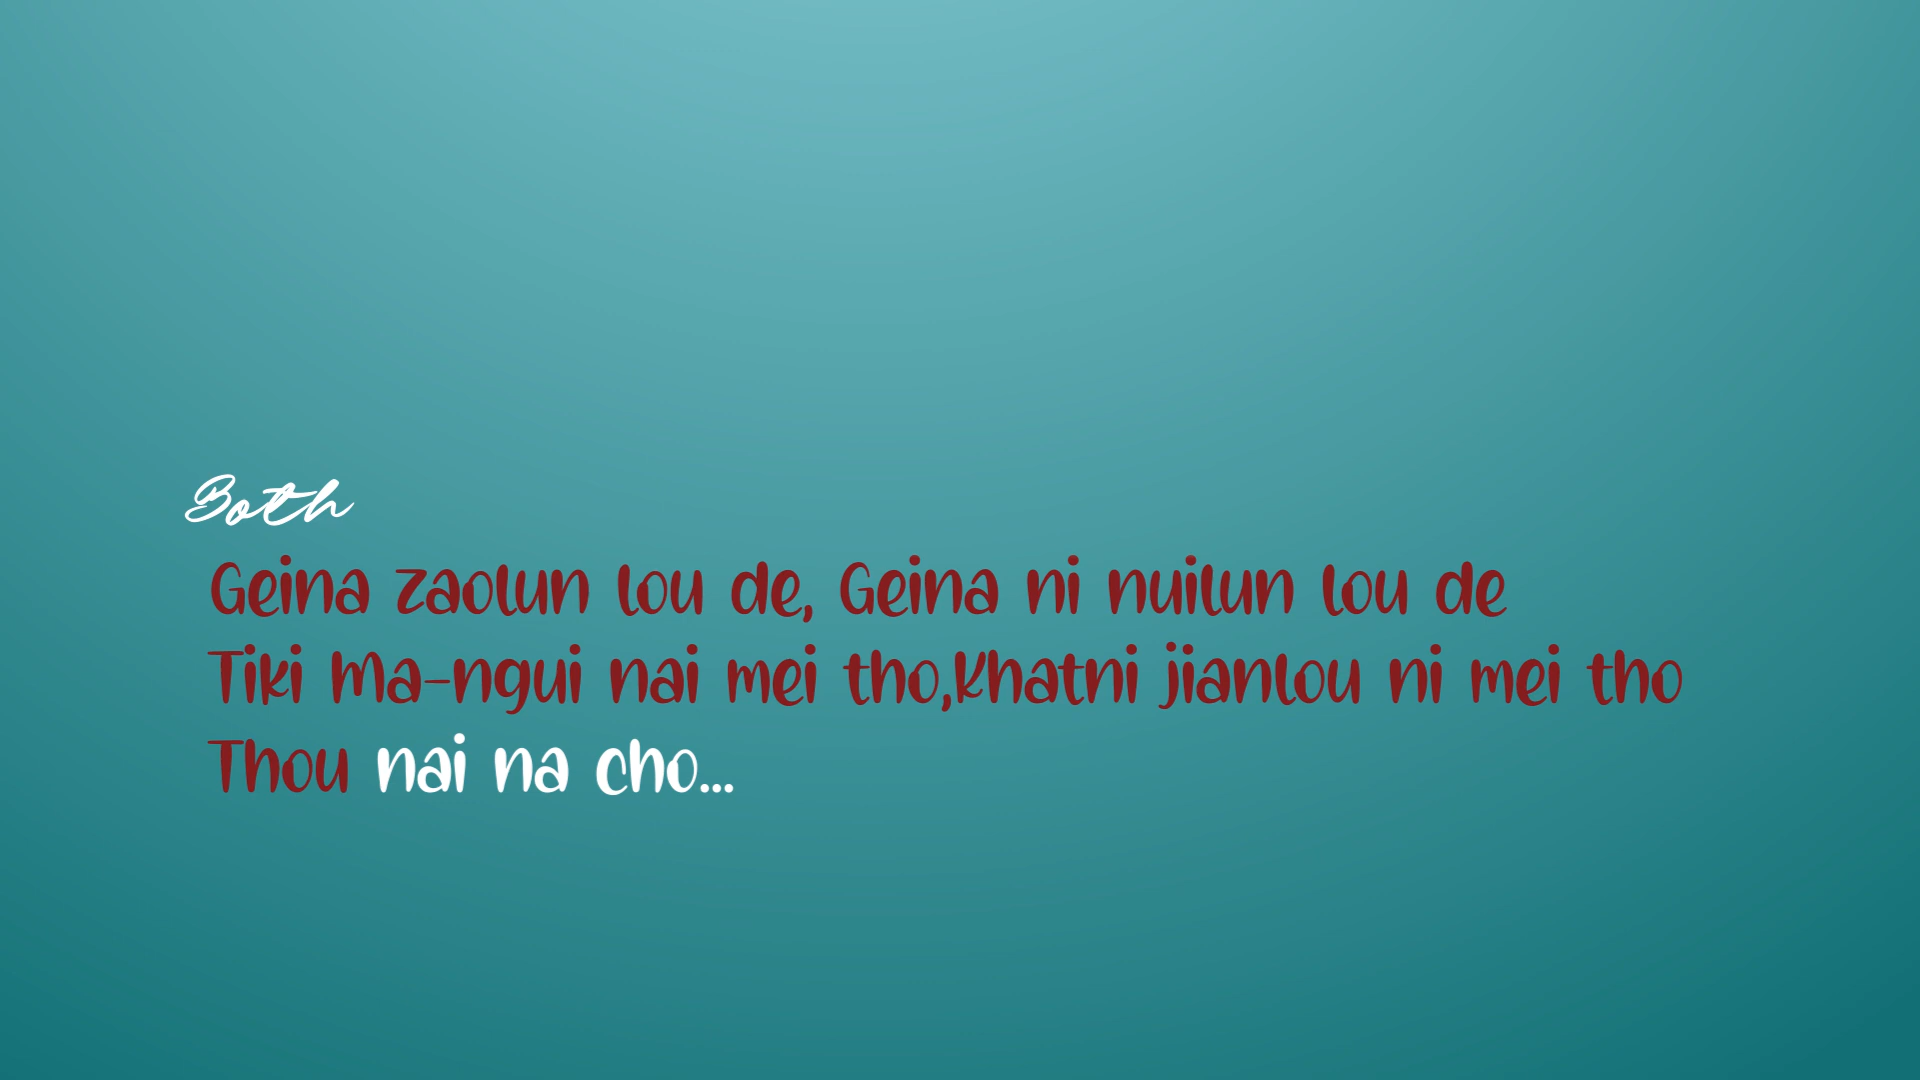 Both
Geina zaolun lou de, Geina ni nuilun lou de
Tiki Ma-ngui nai mei tho,Khatni jianlou ni mei tho
Thou nai na cho...